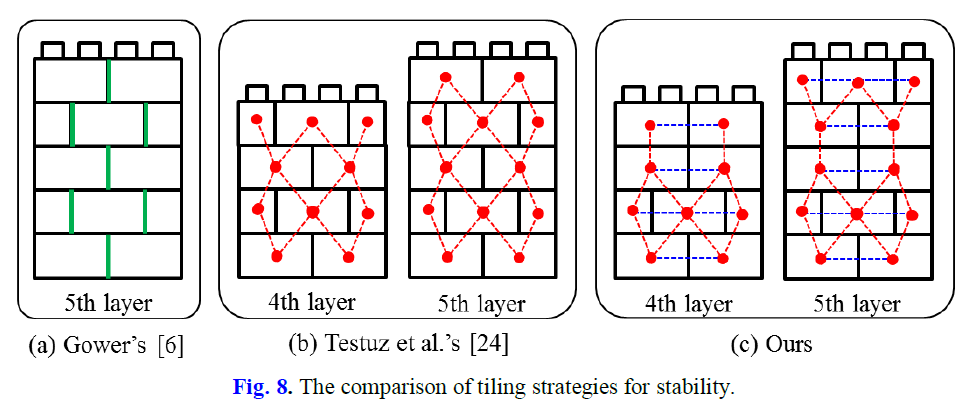 5th layer
4th layer
5th layer
4th layer
5th layer
(a) Gower's [6]
(b) Testuz et al.'s [24]
(c) Ours
Fig. 8. The comparison of tiling strategies for stability.